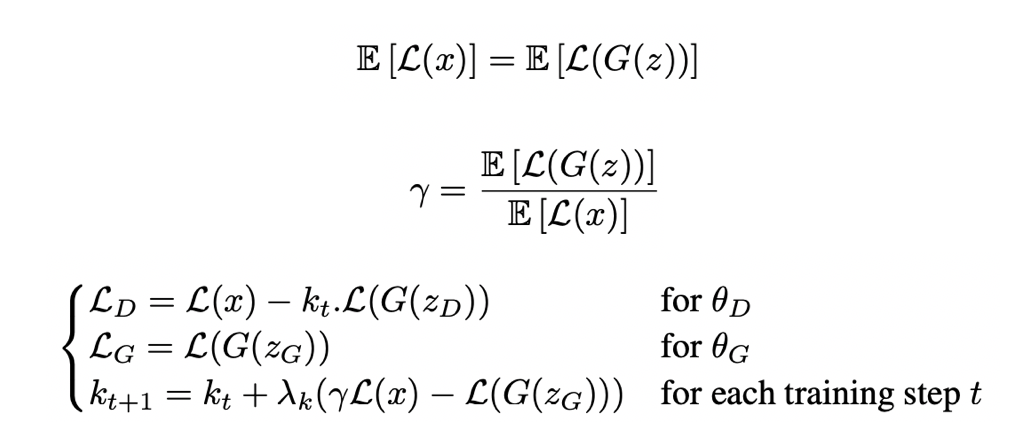 𝔼 [ℒ(x)] = 𝔼 [ℒ(G(z))]
γ = 𝔼 [ℒ(G(z))] / 𝔼 [ℒ(x)]
ℒ_D = ℒ(x) − k_t.ℒ(G(z_D)) for θ_D
ℒ_G = ℒ(G(z_G)) for θ_G
k_{t+1} = k_t + λ_k(γℒ(x) − ℒ(G(z_G))) for each training step t